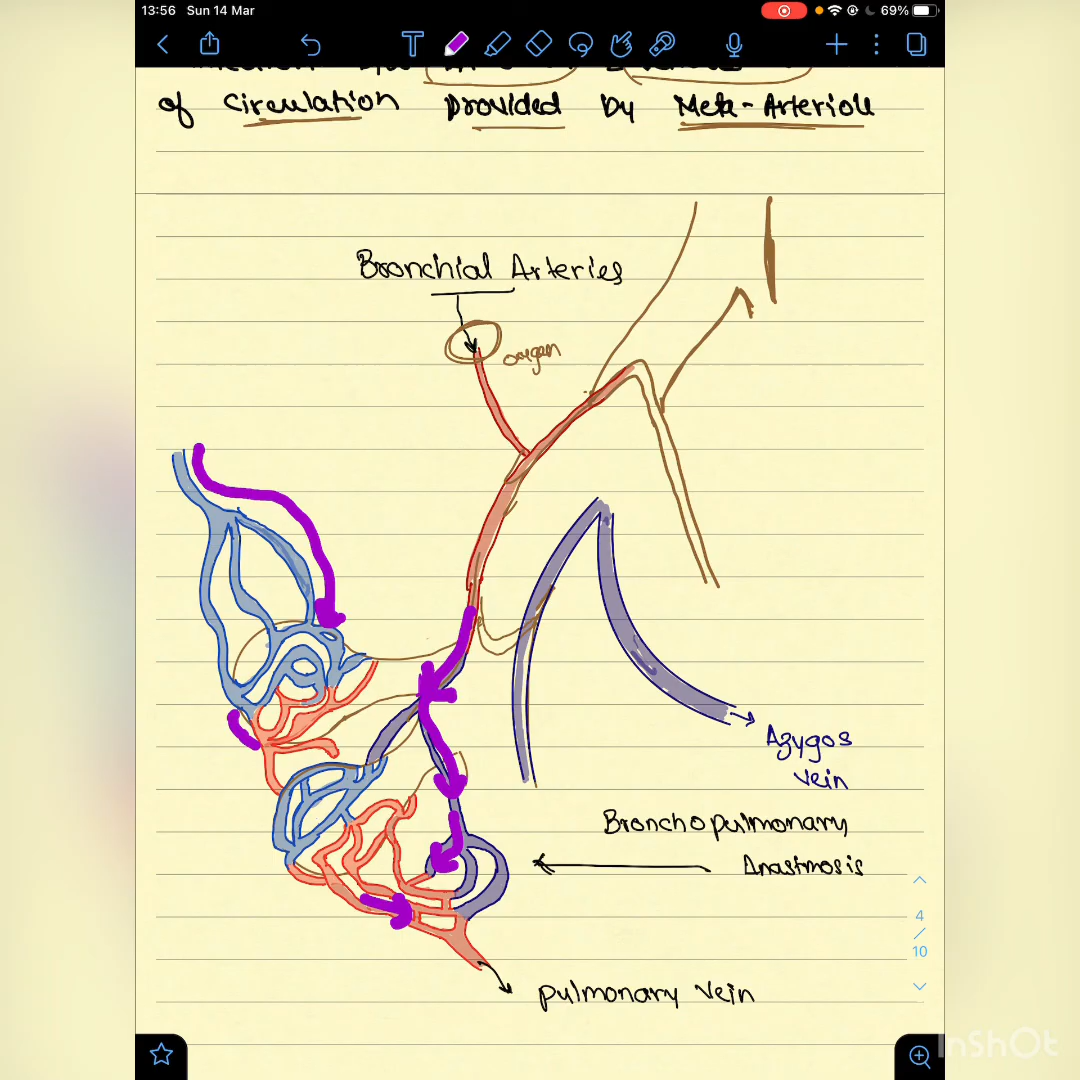 13:56 Sun 14 Mar
69%
of Circulation provided by Meta-Arteriole
Bronchial Arteries
oxegen
Azygos
vein
Bronchopulmonary
Anastmosis
4
/
10
pulmonary vein
InShOt